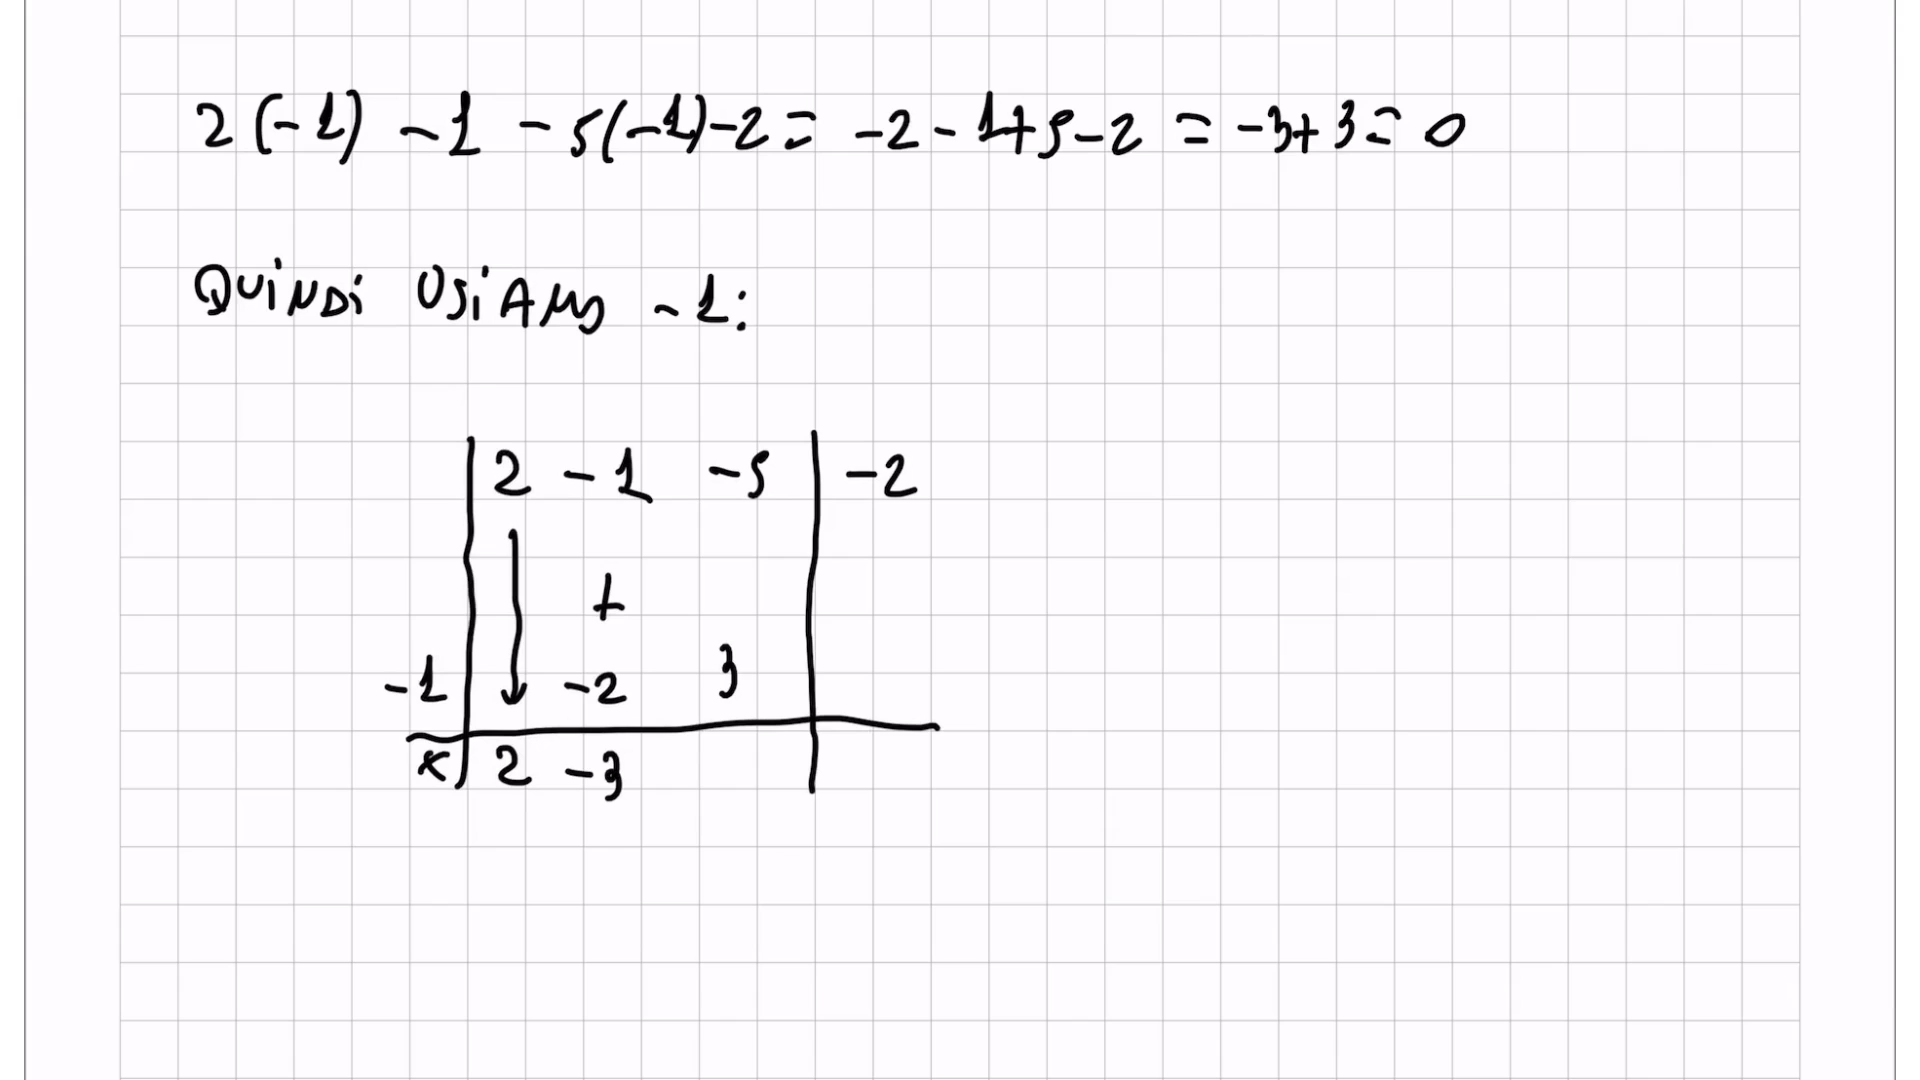 2(-1) -1 -5(-1)-2= -2-1+5-2 = -3+3=0
QUINDI USIAMO -1:
2 -1 -5 -2
+
-1 -2 3
x 2 -3